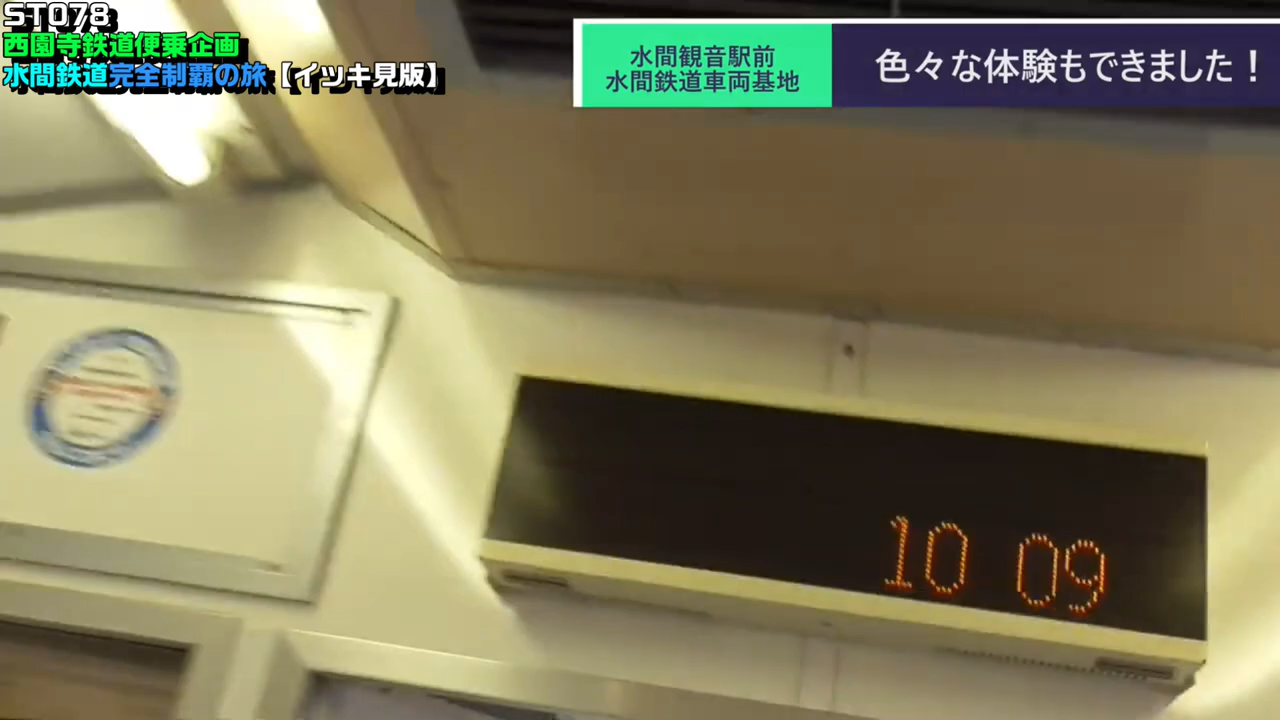 ST078
西園寺鉄道便乗企画
水間鉄道完全制覇の旅【イツキ見版】
水間観音駅前
水間鉄道車両基地
色々な体験もできました！
10 09